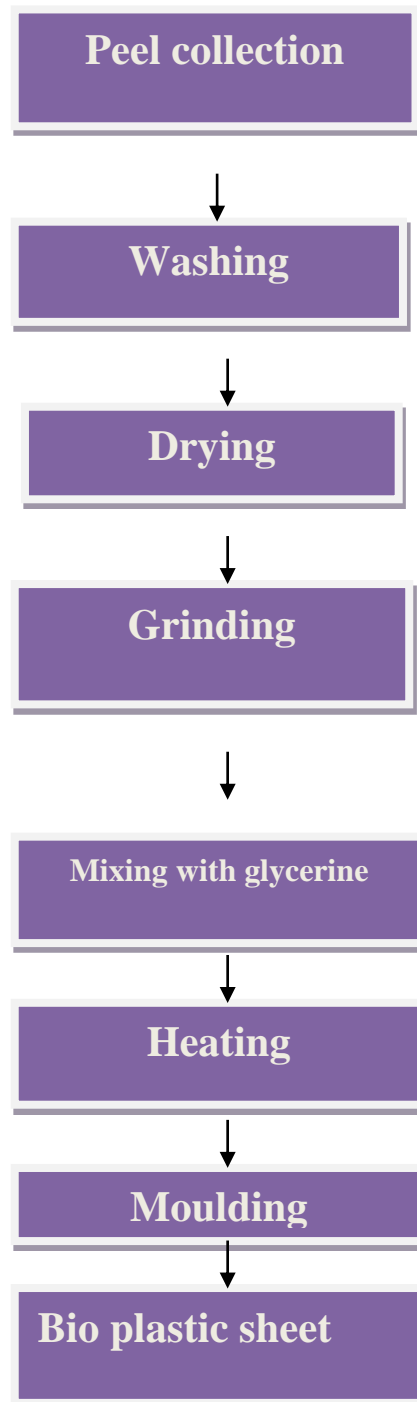 Peel collection
Washing
Drying
Grinding
Mixing with glycerine
Heating
Moulding
Bio plastic sheet